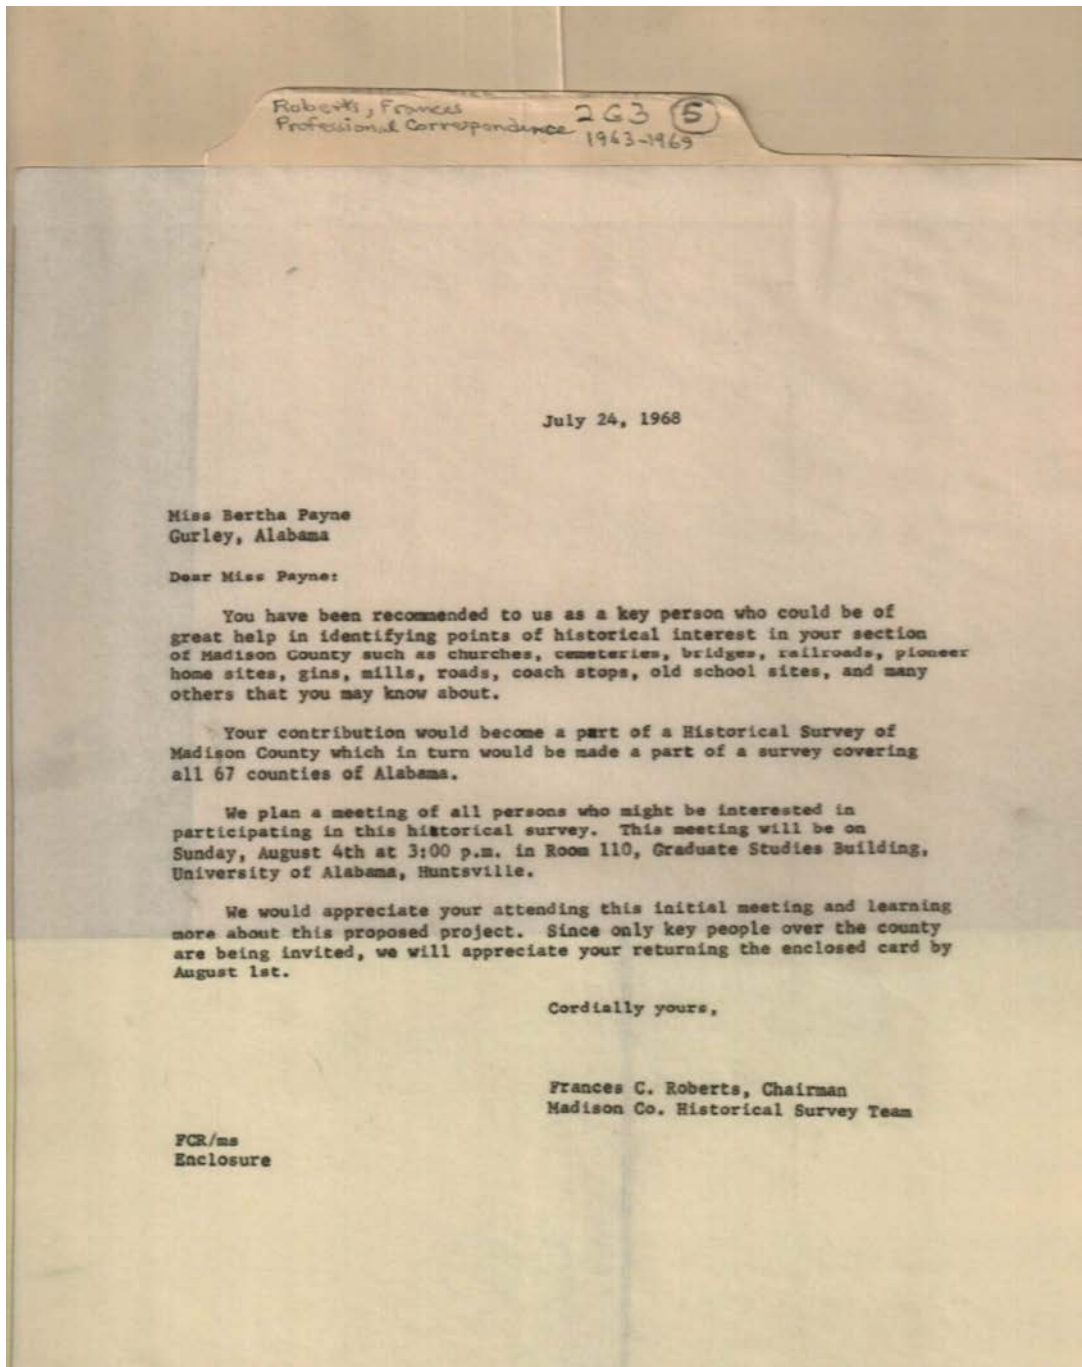 Roberts, Frances 2G3 5
Professional Correspondence 1963-1969
July 24, 1968
Miss Bertha Payne
Gurley, Alabama
Dear Miss Payne:
You have been recommended to us as a key person who could be of
great help in identifying points of historical interest in your section
of Madison County such as churches, cemeteries, bridges, railroads, pioneer
home sites, gins, mills, roads, coach stops, old school sites, and many
others that you may know about.
Your contribution would become a part of a Historical Survey of
Madison County which in turn would be made a part of a survey covering
all 67 counties of Alabama.
We plan a meeting of all persons who might be interested in
participating in this historical survey. This meeting will be on
Sunday, August 4th at 3:00 p.m. in Room 110, Graduate Studies Building,
University of Alabama, Huntsville.
We would appreciate your attending this initial meeting and learning
more about this proposed project. Since only key people over the county
are being invited, we will appreciate your returning the enclosed card by
August 1st.
Cordially yours,
Frances C. Roberts, Chairman
Madison Co. Historical Survey Team
FCR/ms
Enclosure